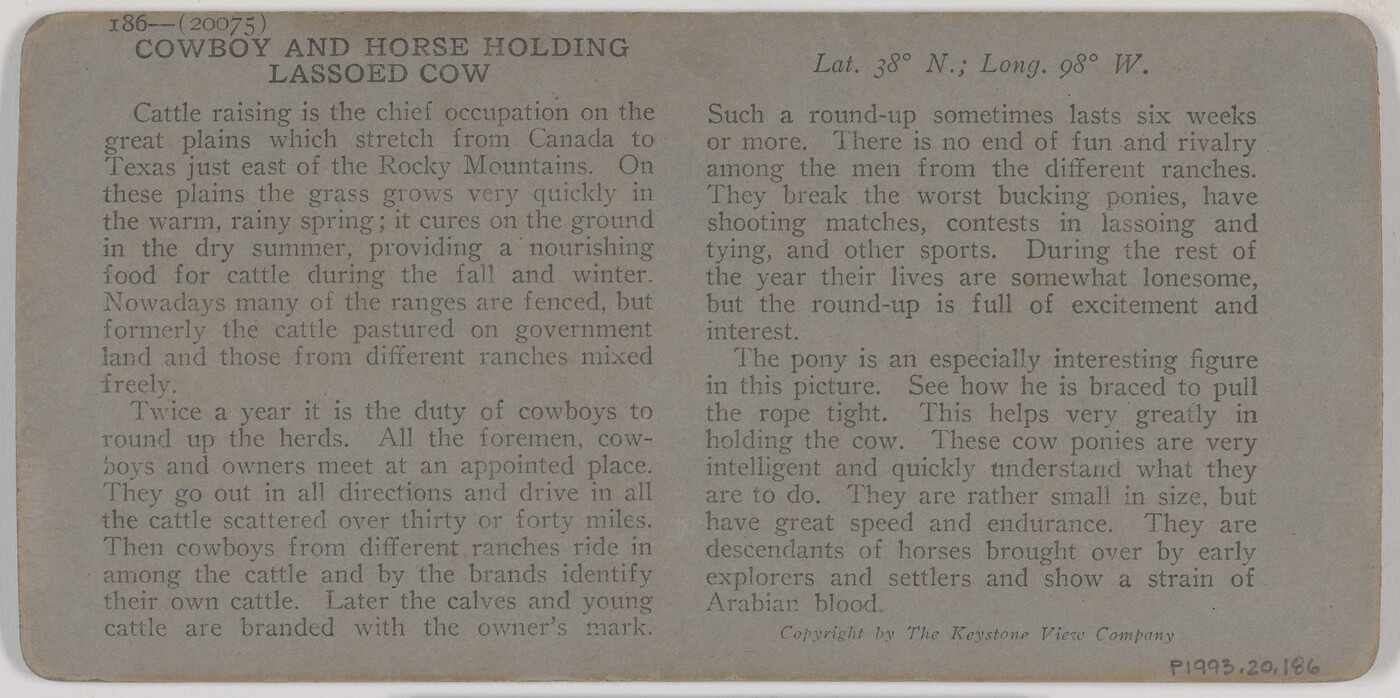 186—(20075)
COWBOY AND HORSE HOLDING
LASSOED COW
Cattle raising is the chief occupation on the
great plains which stretch from Canada to
Texas just east of the Rocky Mountains. On
these plains the grass grows very quickly in
the warm, rainy spring; it cures on the ground
in the dry summer, providing a nourishing
food for cattle during the fall and winter.
Nowadays many of the ranges are fenced, but
formerly the cattle pastured on government
land and those from different ranches mixed
freely.
Twice a year it is the duty of cowboys to
round up the herds. All the foremen, cow-
boys and owners meet at an appointed place.
They go out in all directions and drive in all
the cattle scattered over thirty or forty miles.
Then cowboys from different ranches ride in
among the cattle and by the brands identify
their own cattle. Later the calves and young
cattle are branded with the owner's mark.
Lat. 38° N.; Long. 98° W.
Such a round-up sometimes lasts six weeks
or more. There is no end of fun and rivalry
among the men from the different ranches.
They break the worst bucking ponies, have
shooting matches, contests in lassoing and
tying, and other sports. During the rest of
the year their lives are somewhat lonesome,
but the round-up is full of excitement and
interest.
The pony is an especially interesting figure
in this picture. See how he is braced to pull
the rope tight. This helps very greatly in
holding the cow. These cow ponies are very
intelligent and quickly understand what they
are to do. They are rather small in size, but
have great speed and endurance. They are
descendants of horses brought over by early
explorers and settlers and show a strain of
Arabian blood.
Copyright by The Keystone View Company
P1993.20.186